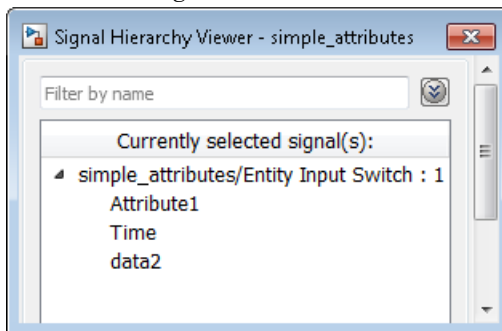 Signal Hierarchy Viewer - simple_attributes
Filter by name
Currently selected signal(s):
simple_attributes/Entity Input Switch : 1
Attribute1
Time
data2